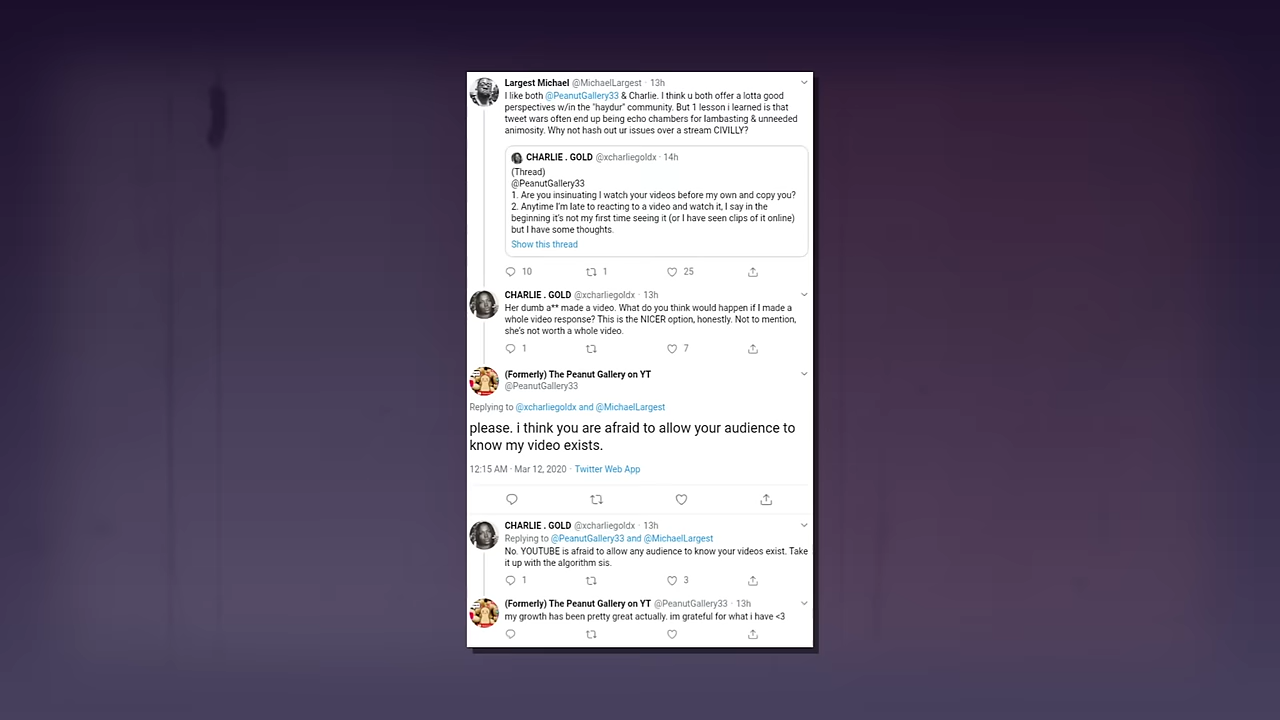 Largest Michael @MichaelLargest · 13h
I like both @PeanutGallery33 & Charlie. I think u both offer a lotta good
perspectives w/in the "haydur" community. But 1 lesson i learned is that
tweet wars often end up being echo chambers for lambasting & unneeded
animosity. Why not hash out ur issues over a stream CIVILLY?
CHARLIE . GOLD @xcharliegoldx · 14h
(Thread)
@PeanutGallery33
1. Are you insinuating I watch your videos before my own and copy you?
2. Anytime I'm late to reacting to a video and watch it, I say in the
beginning it's not my first time seeing it (or I have seen clips of it online)
but I have some thoughts.
Show this thread
10 1 25
CHARLIE . GOLD @xcharliegoldx · 13h
Her dumb a** made a video. What do you think would happen if I made a
whole video response? This is the NICER option, honestly. Not to mention,
she's not worth a whole video.
1 7
(Formerly) The Peanut Gallery on YT
@PeanutGallery33
Replying to @xcharliegoldx and @MichaelLargest
please. i think you are afraid to allow your audience to
know my video exists.
12:15 AM · Mar 12, 2020 · Twitter Web App
CHARLIE . GOLD @xcharliegoldx · 13h
Replying to @PeanutGallery33 and @MichaelLargest
No. YOUTUBE is afraid to allow any audience to know your videos exist. Take
it up with the algorithm sis.
1 3
(Formerly) The Peanut Gallery on YT @PeanutGallery33 · 13h
my growth has been pretty great actually. im grateful for what i have <3